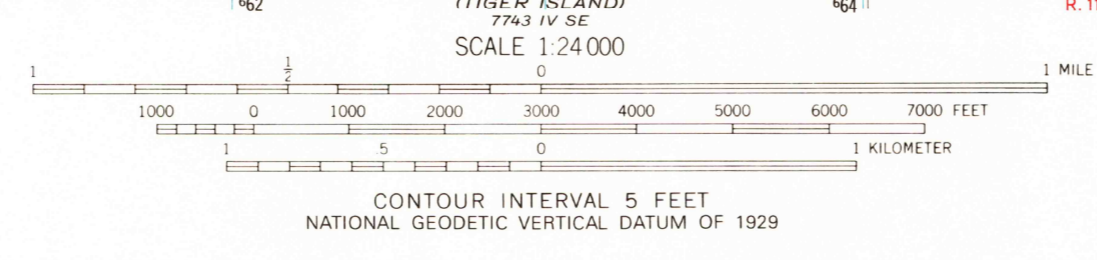 662 (TIGER ISLAND) 664 R. 11
7743 IV SE
SCALE 1:24 000
1 1/2 0 1 MILE
1000 0 1000 2000 3000 4000 5000 6000 7000 FEET
1 .5 0 1 KILOMETER
CONTOUR INTERVAL 5 FEET
NATIONAL GEODETIC VERTICAL DATUM OF 1929